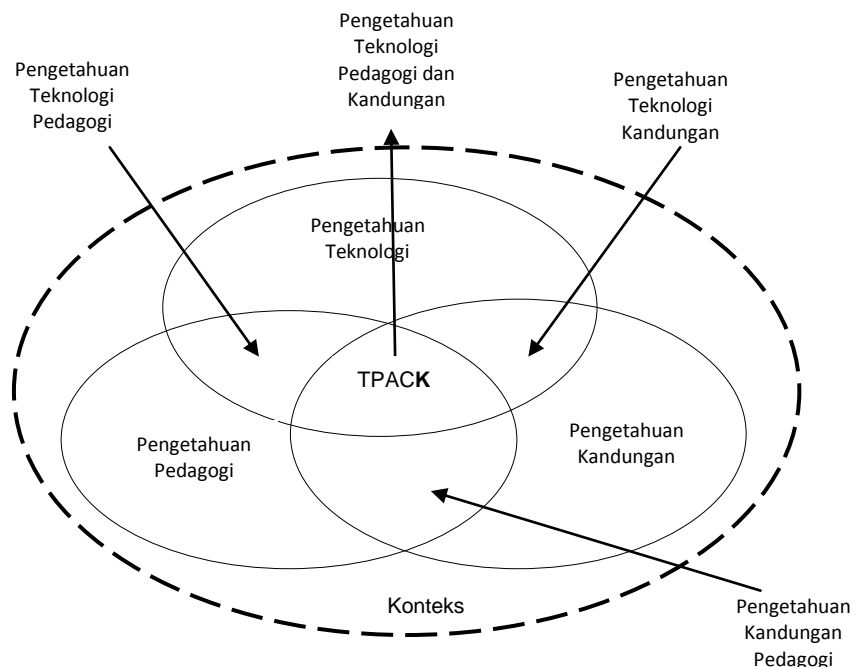 Pengetahuan
Teknologi
Pedagogi dan
Kandungan
Pengetahuan
Teknologi
Pedagogi
Pengetahuan
Teknologi
Kandungan
Pengetahuan
Teknologi
TPACK
Pengetahuan
Pedagogi
Pengetahuan
Kandungan
Konteks
Pengetahuan
Kandungan
Pedagogi